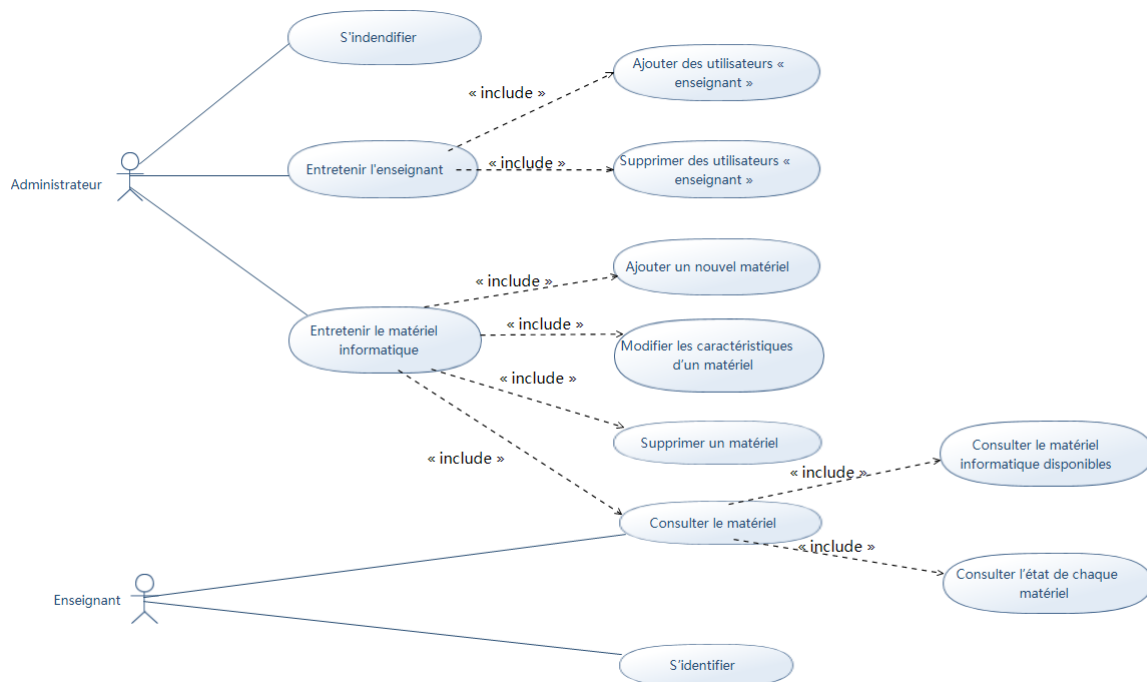 S'indendifier
Ajouter des utilisateurs «
enseignant »
« include »
Administrateur
Entretenir l'enseignant
« include »
Supprimer des utilisateurs «
enseignant »
« include »
Ajouter un nouvel matériel
Entretenir le matériel
informatique
« include »
Modifier les caractéristiques
d'un matériel
« include »
Supprimer un matériel
« include »
Consulter le matériel
informatique disponibles
« include »
Consulter le matériel
« include »
Consulter l'état de chaque
matériel
Enseignant
S'identifier